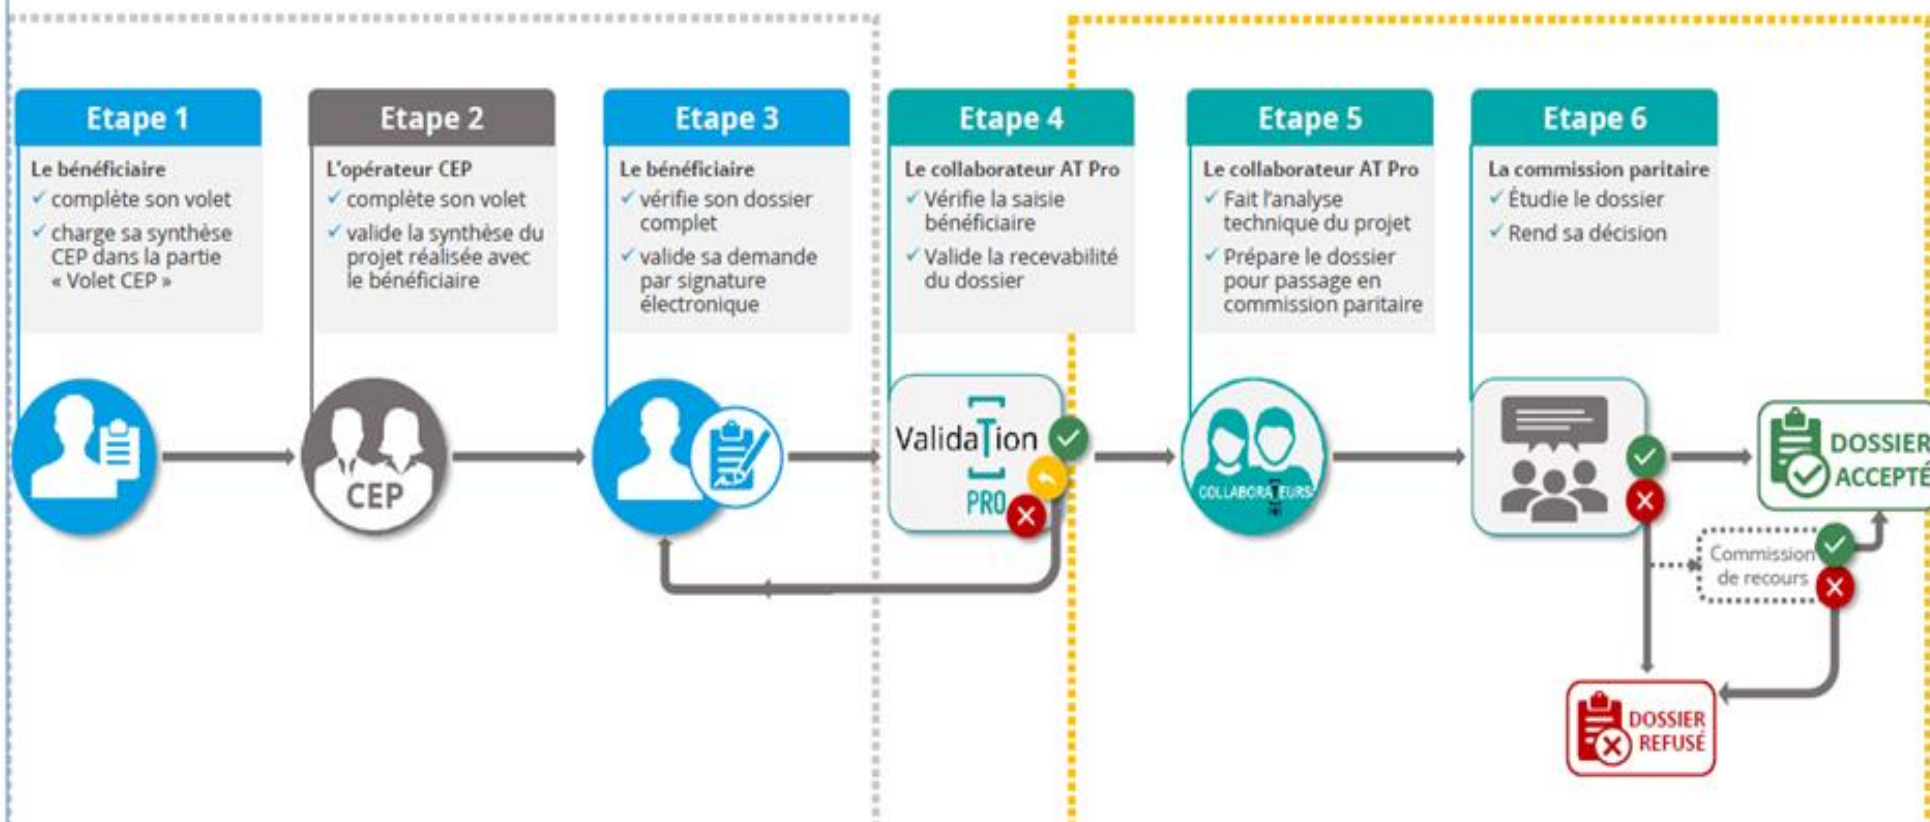 Etape 1
Le bénéficiaire
✓ complète son volet
✓ charge sa synthèse
CEP dans la partie
« Volet CEP »
Etape 2
L'opérateur CEP
✓ complète son volet
✓ valide la synthèse du
projet réalisée avec
le bénéficiaire
Etape 3
Le bénéficiaire
✓ vérifie son dossier
complet
✓ valide sa demande
par signature
électronique
Etape 4
Le collaborateur AT Pro
✓ Vérifie la saisie
bénéficiaire
✓ Valide la recevabilité
du dossier
Etape 5
Le collaborateur AT Pro
✓ Fait l'analyse
technique du projet
✓ Prépare le dossier
pour passage en
commission paritaire
Etape 6
La commission paritaire
✓ Étudie le dossier
✓ Rend sa décision
CEP
ValidaTion
PRO
COLLABORATEURS
DOSSIER
ACCEPTÉ
Commission
de recours
DOSSIER
REFUSÉ